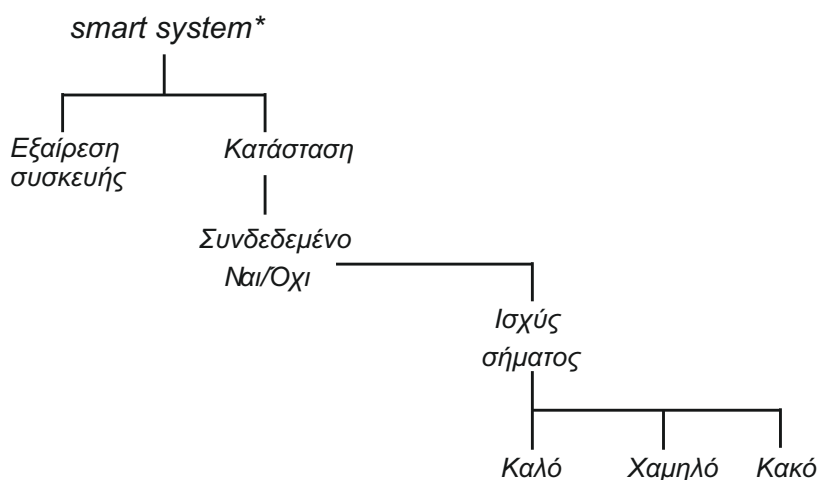 smart system*
Εξαίρεση
συσκευής
Κατάσταση
Συνδεδεμένο
Ναι/Όχι
Ισχύς
σήματος
Καλό
Χαμηλό
Κακό